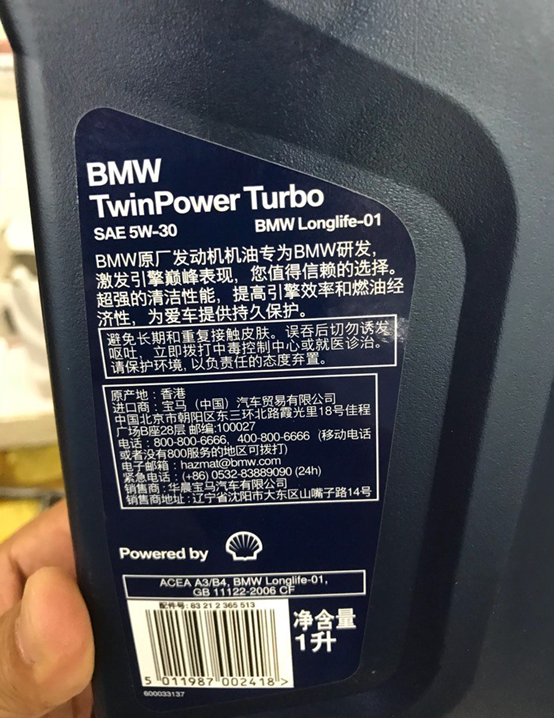 BMW
TwinPower Turbo
SAE 5W-30 BMW Longlife-01
BMW原厂发动机机油专为BMW研发，
激发引擎巅峰表现，您值得信赖的选择。
超强的清洁性能，提高引擎效率和燃油经
济性，为爱车提供持久保护。
避免长期和重复接触皮肤。误吞后切勿诱发
呕吐，立即拨打中毒控制中心或就医诊治。
请保护环境，以负责任的态度弃置。
原产地：香港
进口商：宝马（中国）汽车贸易有限公司
中国北京市朝阳区东三环北路霞光里18号佳程
广场B座28层 邮编:100027
电话：800-800-6666，400-800-6666（移动电话
或者没有800服务的地区可拨打）
电子邮箱：hazmat@bmw.com
紧急电话：(+86) 0532-83889090 (24h)
销售商：华晨宝马汽车有限公司
销售商地址：辽宁省沈阳市大东区山嘴子路14号
Powered by
ACEA A3/B4, BMW Longlife-01,
GB 11122-2006 CF
配件号: 83 21 2 365 513
净含量
1升
5 011987 002418 >
600033137